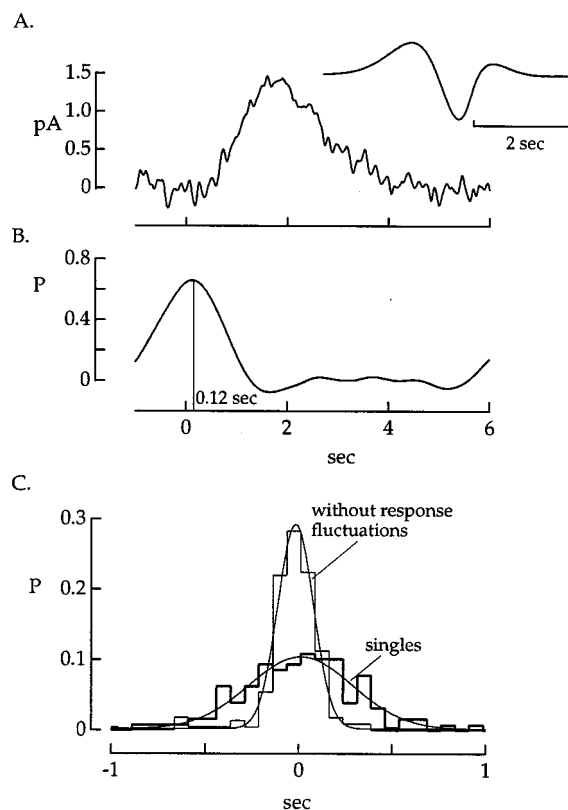 A.
1.5
1.0
pA
0.5
0
2 sec
B.
0.8
P
0.4
0
0.12 sec
0 2 4 6
sec
C.
0.3
without response
fluctuations
0.2
P
singles
0.1
0
-1 0 1
sec